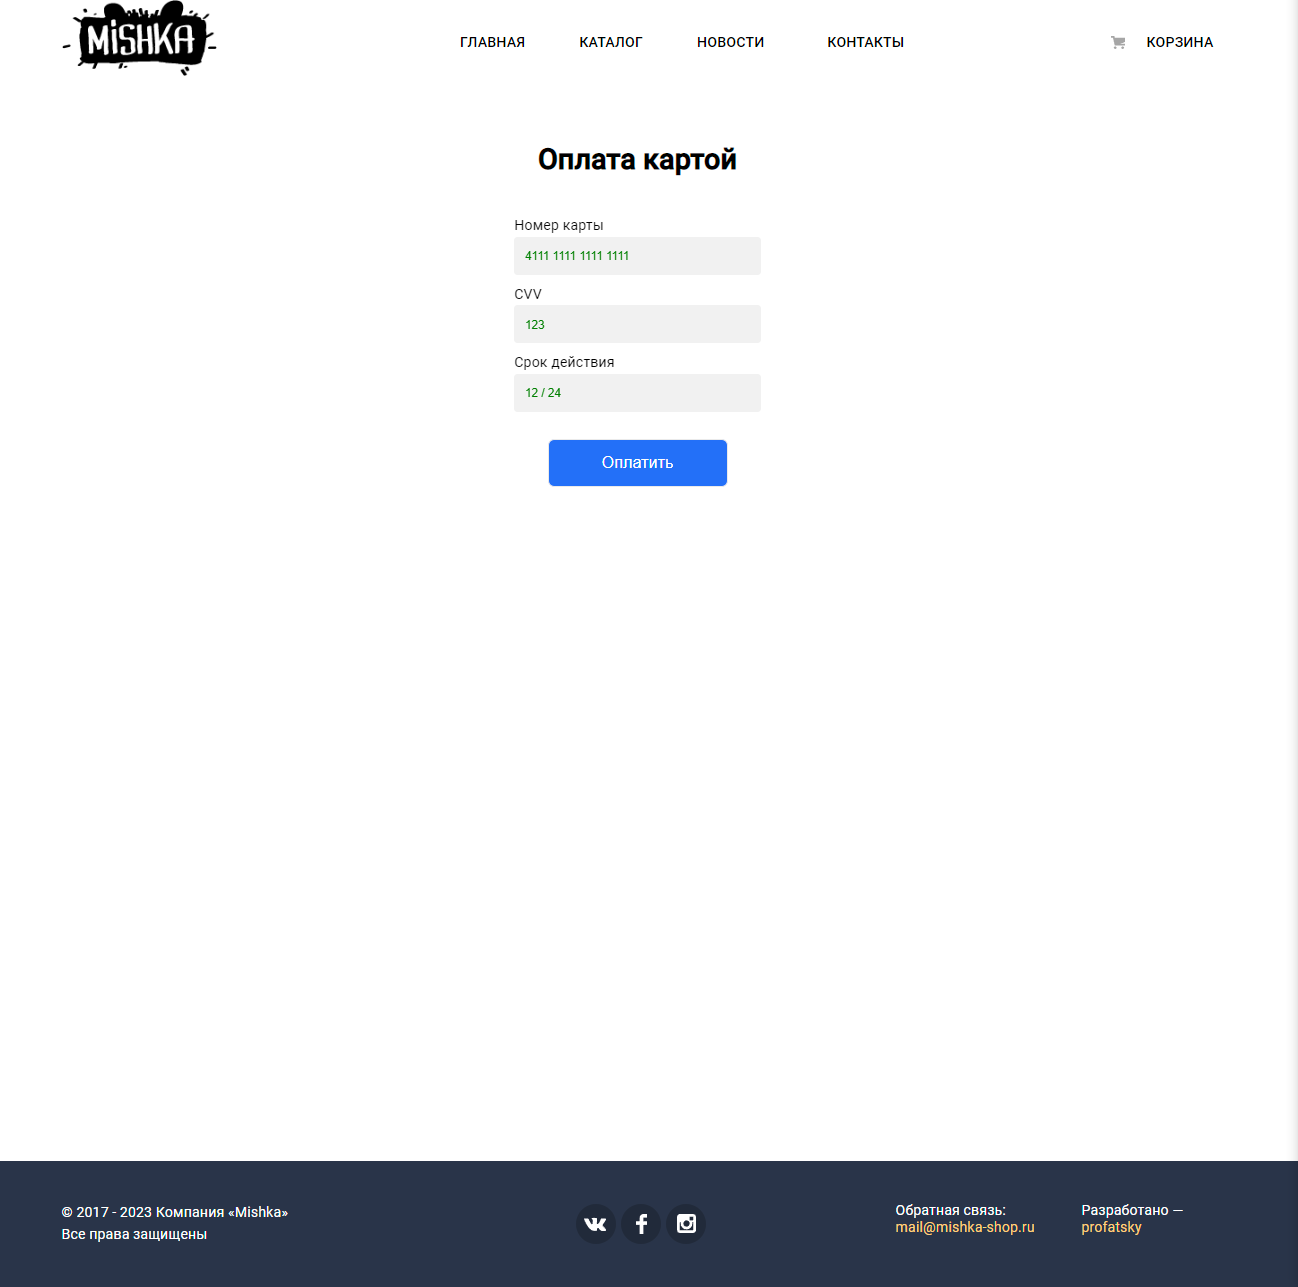 MiSHKA
ГЛАВНАЯ КАТАЛОГ НОВОСТИ КОНТАКТЫ КОРЗИНА
Оплата картой
Номер карты
4111 1111 1111 1111
CVV
123
Срок действия
12 / 24
Оплатить
© 2017 - 2023 Компания «Mishka»
Все права защищены
Обратная связь:
mail@mishka-shop.ru
Разработано —
profatsky